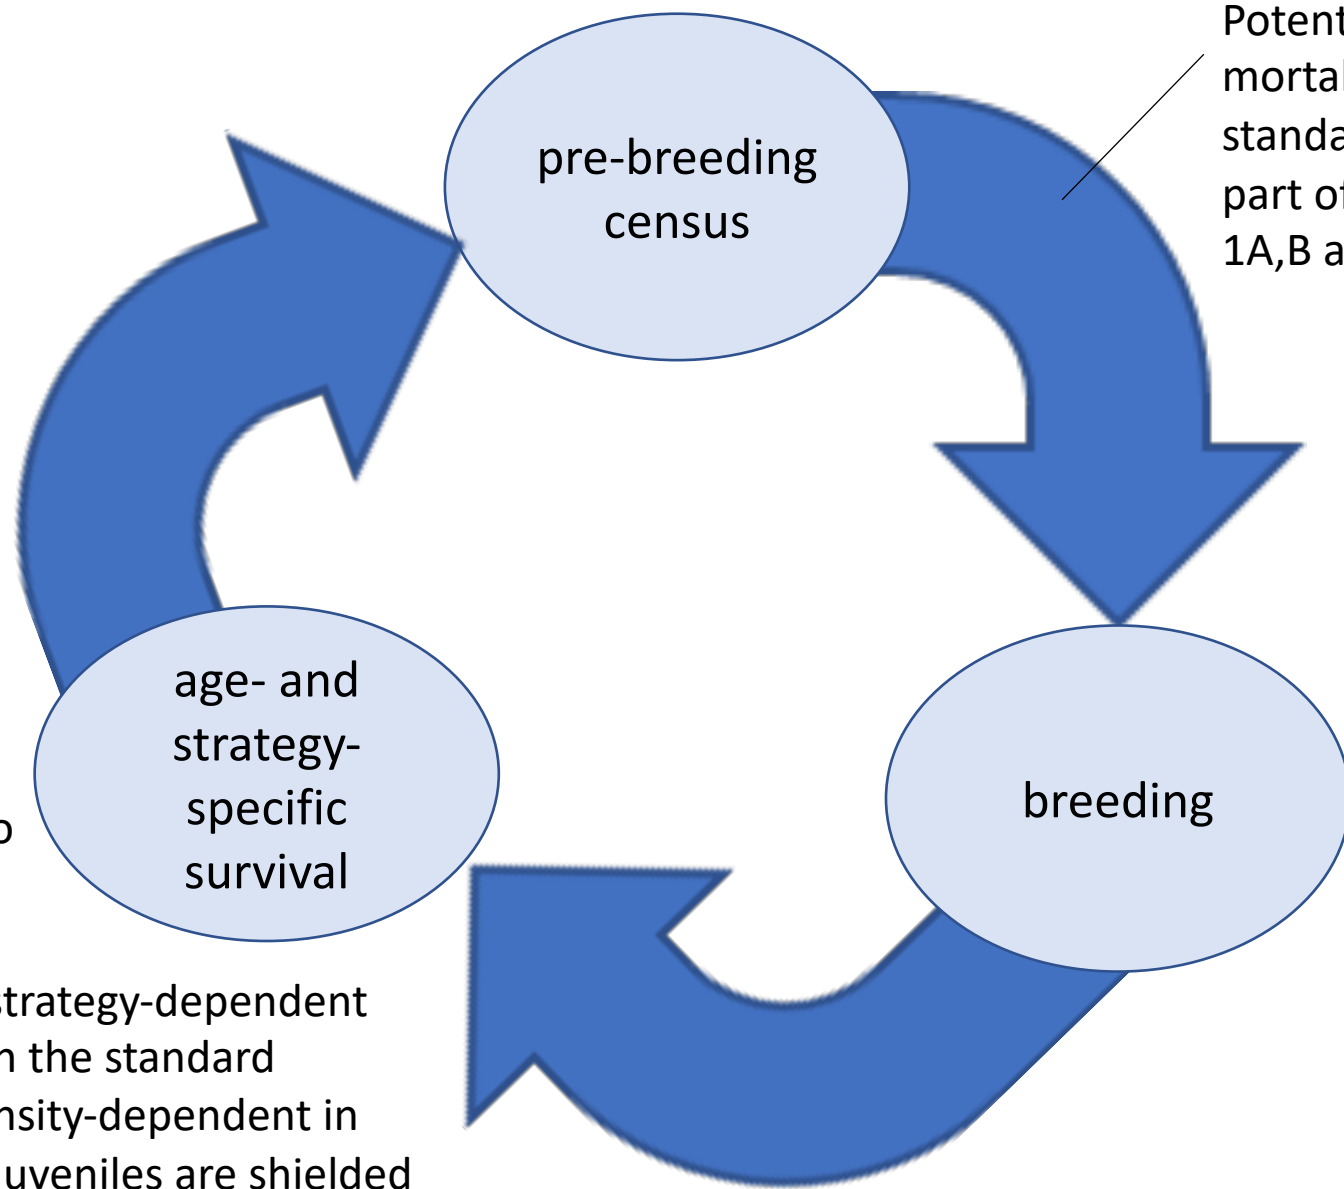 pre-breeding
census
mortal
standa
part of
1A,B a
age- and
strategy-
specific
survival
breeding
strategy-dependent
the standard
nsity-dependent in
uveniles are shielded